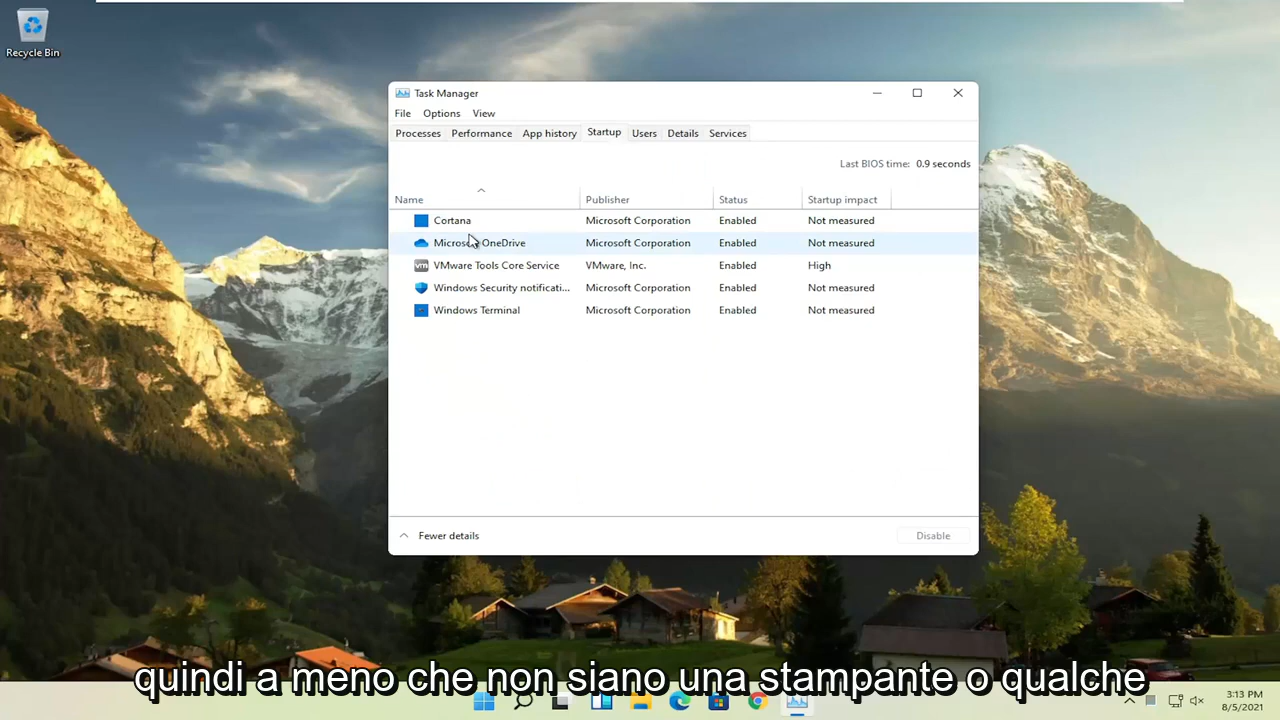 Recycle Bin
Task Manager
File Options View
Processes Performance App history Startup Users Details Services
Last BIOS time: 0.9 seconds
Name Publisher Status Startup impact
Cortana Microsoft Corporation Enabled Not measured
Microsoft OneDrive Microsoft Corporation Enabled Not measured
vm VMware Tools Core Service VMware, Inc. Enabled High
Windows Security notificati... Microsoft Corporation Enabled Not measured
Windows Terminal Microsoft Corporation Enabled Not measured
Fewer details Disable
quindi a meno che non siano una stampante o qualche
3:13 PM
8/5/2021